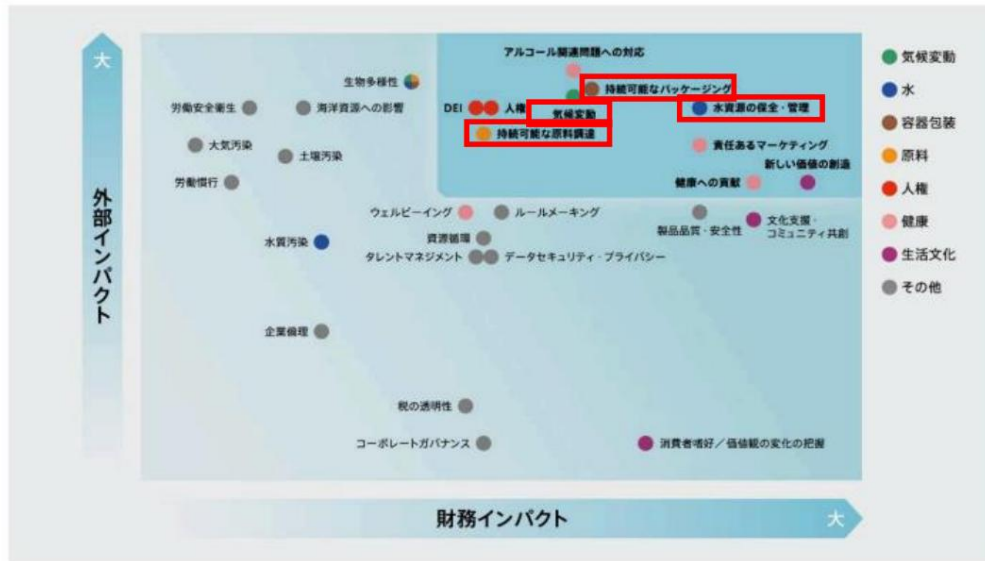 大
外部インパクト
アルコール関連問題への対応
生物多様性
持続可能なパッケージング
労働安全衛生
海洋資源への影響
DEI
人権
気候変動
水資源の保全・管理
持続可能な原料調達
大気汚染
土壌汚染
責任あるマーケティング
新しい価値の創造
労働慣行
健康への貢献
ウェルビーイング
ルールメーキング
製品品質・安全性
文化支援・
コミュニティ共創
水質汚染
資源循環
タレントマネジメント
データセキュリティ・プライバシー
企業倫理
税の透明性
コーポレートガバナンス
消費者嗜好／価値観の変化の把握
財務インパクト
大
気候変動
水
容器包装
原料
人権
健康
生活文化
その他